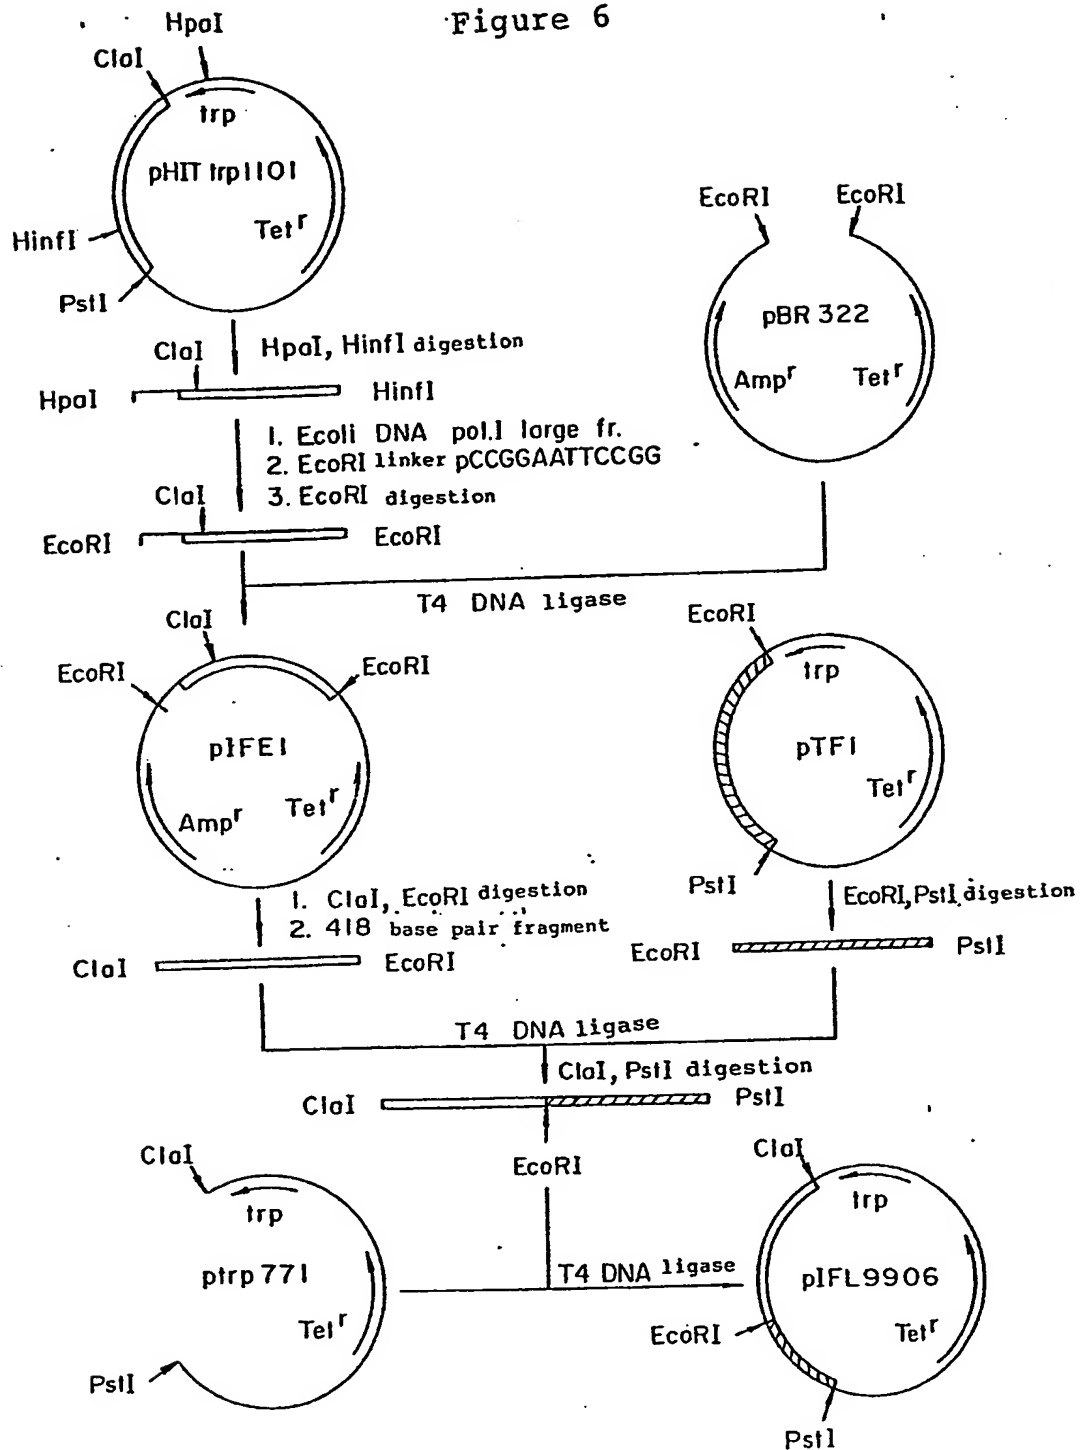 Figure 6
HpaI
ClaI
trp
pHIT trp1101
HinfI
Tet r
PstI
EcoRI
EcoRI
pBR 322
Amp r
Tet r
ClaI
HpaI, HinfI digestion
HpaI
HinfI
1. Ecoli DNA pol.I large fr.
2. EcoRI linker pCCGGAATTCCGG
3. EcoRI digestion
ClaI
EcoRI
EcoRI
T4 DNA ligase
ClaI
EcoRI
EcoRI
pIFE1
Amp r
Tet r
EcoRI
trp
pTF1
Tet r
PstI
1. ClaI, EcoRI digestion
2. 418 base pair fragment
ClaI
EcoRI
EcoRI, PstI digestion
EcoRI
PstI
T4 DNA ligase
ClaI, PstI digestion
ClaI
PstI
EcoRI
ClaI
trp
ptrp 771
Tet r
PstI
T4 DNA ligase
ClaI
trp
pIFL9906
EcoRI
Tet r
PstI